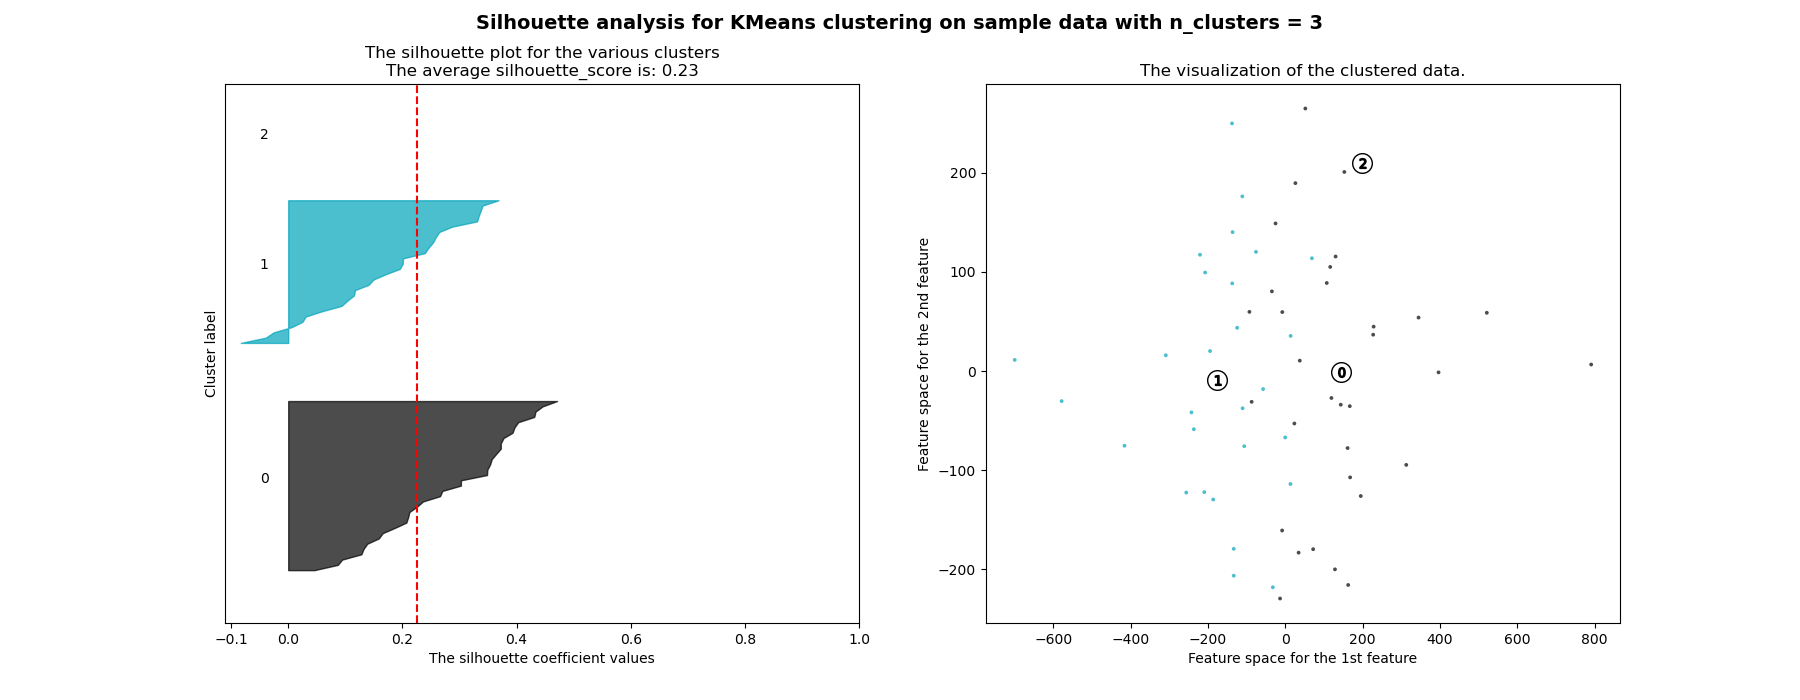 Silhouette analysis for KMeans clustering on sample data with n_clusters = 3
The silhouette plot for the various clusters
The average silhouette_score is: 0.23
2
1
0
Cluster label
−0.1 0.0 0.2 0.4 0.6 0.8 1.0
The silhouette coefficient values
The visualization of the clustered data.
200
100
0
−100
−200
Feature space for the 2nd feature
2
0
1
−600 −400 −200 0 200 400 600 800
Feature space for the 1st feature